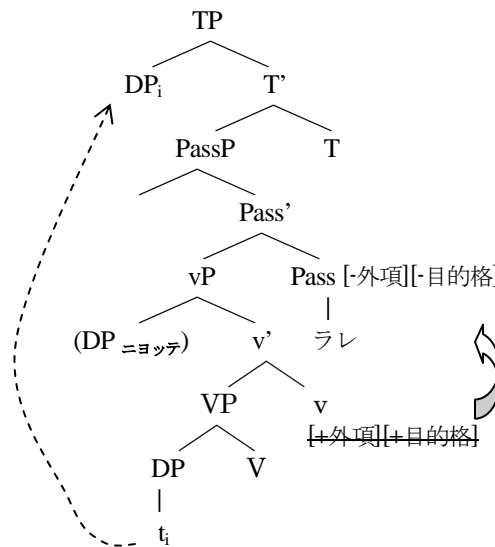 TP
DPi T’
PassP T
Pass’
vP Pass [-外項][-目的格]
(DP ニヨッテ) v’ ラレ
VP v
[+外項][+目的格]
DP V
ti